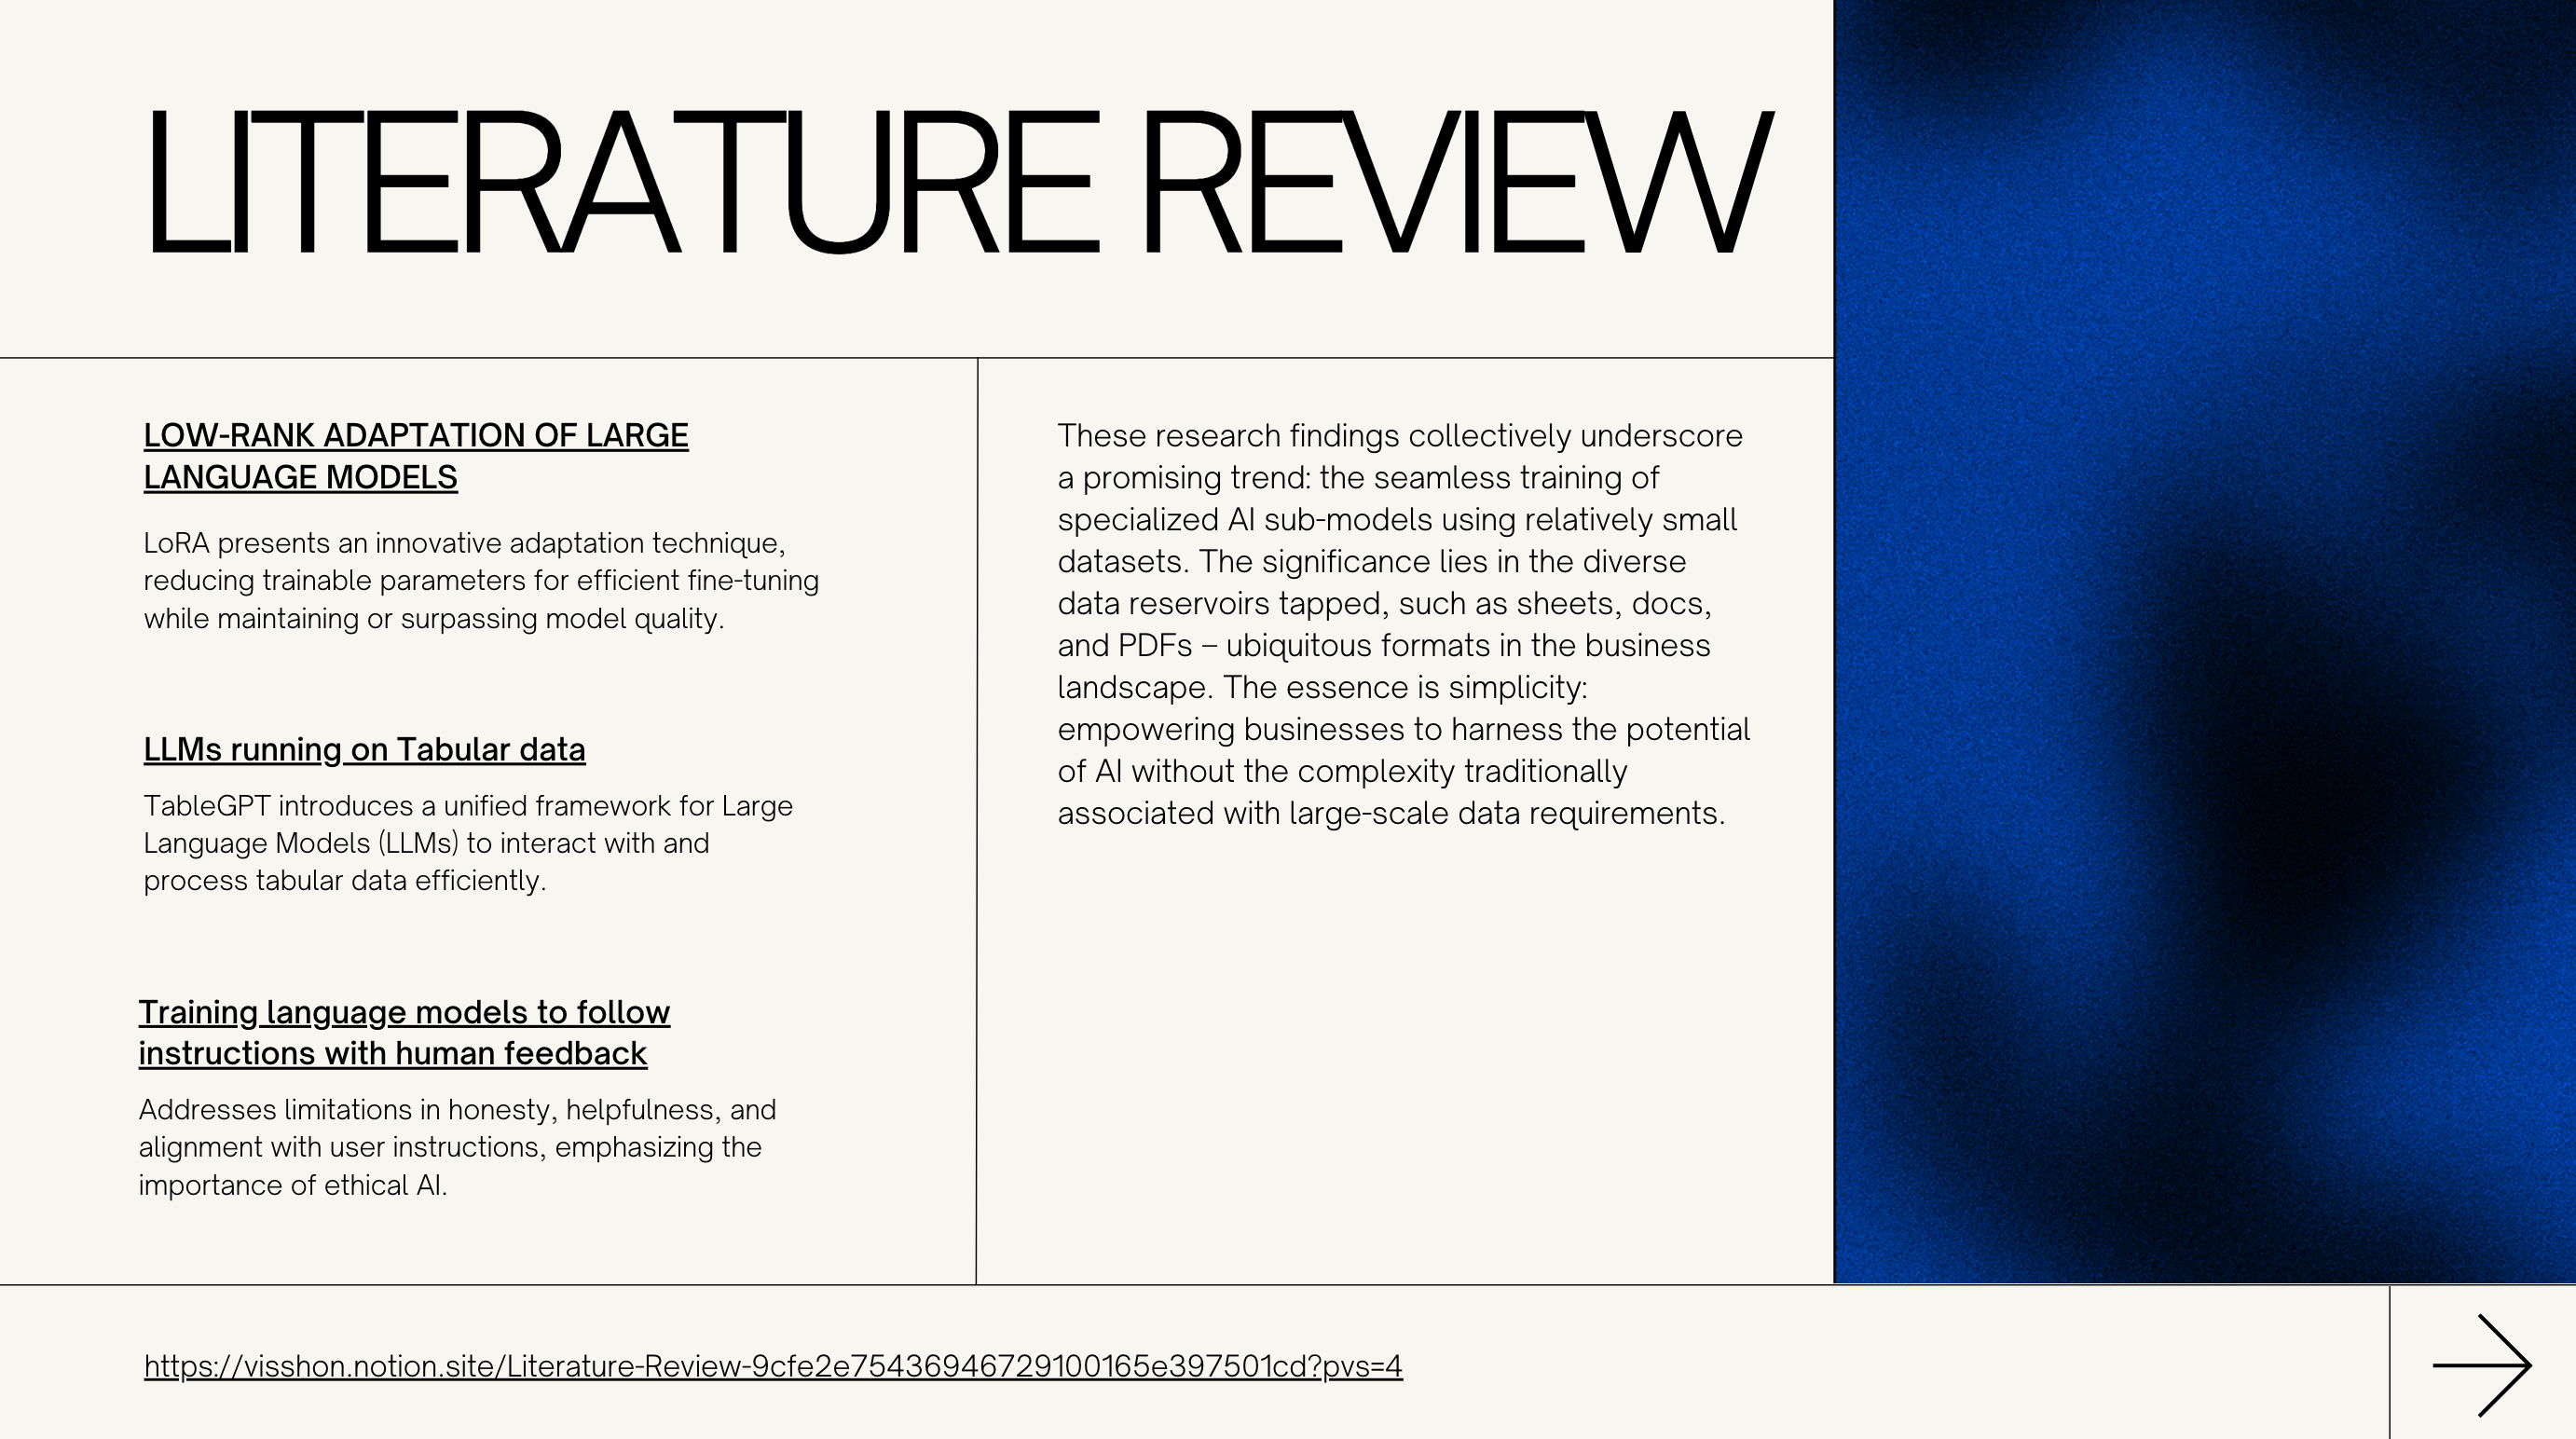 LITERATURE REVIEW
LOW-RANK ADAPTATION OF LARGE
LANGUAGE MODELS
LoRA presents an innovative adaptation technique,
reducing trainable parameters for efficient fine-tuning
while maintaining or surpassing model quality.
LLMs running on Tabular data
TableGPT introduces a unified framework for Large
Language Models (LLMs) to interact with and
process tabular data efficiently.
Training language models to follow
instructions with human feedback
Addresses limitations in honesty, helpfulness, and
alignment with user instructions, emphasizing the
importance of ethical AI.
These research findings collectively underscore
a promising trend: the seamless training of
specialized AI sub-models using relatively small
datasets. The significance lies in the diverse
data reservoirs tapped, such as sheets, docs,
and PDFs – ubiquitous formats in the business
landscape. The essence is simplicity:
empowering businesses to harness the potential
of AI without the complexity traditionally
associated with large-scale data requirements.
https://visshon.notion.site/Literature-Review-9cfe2e75436946729100165e397501cd?pvs=4